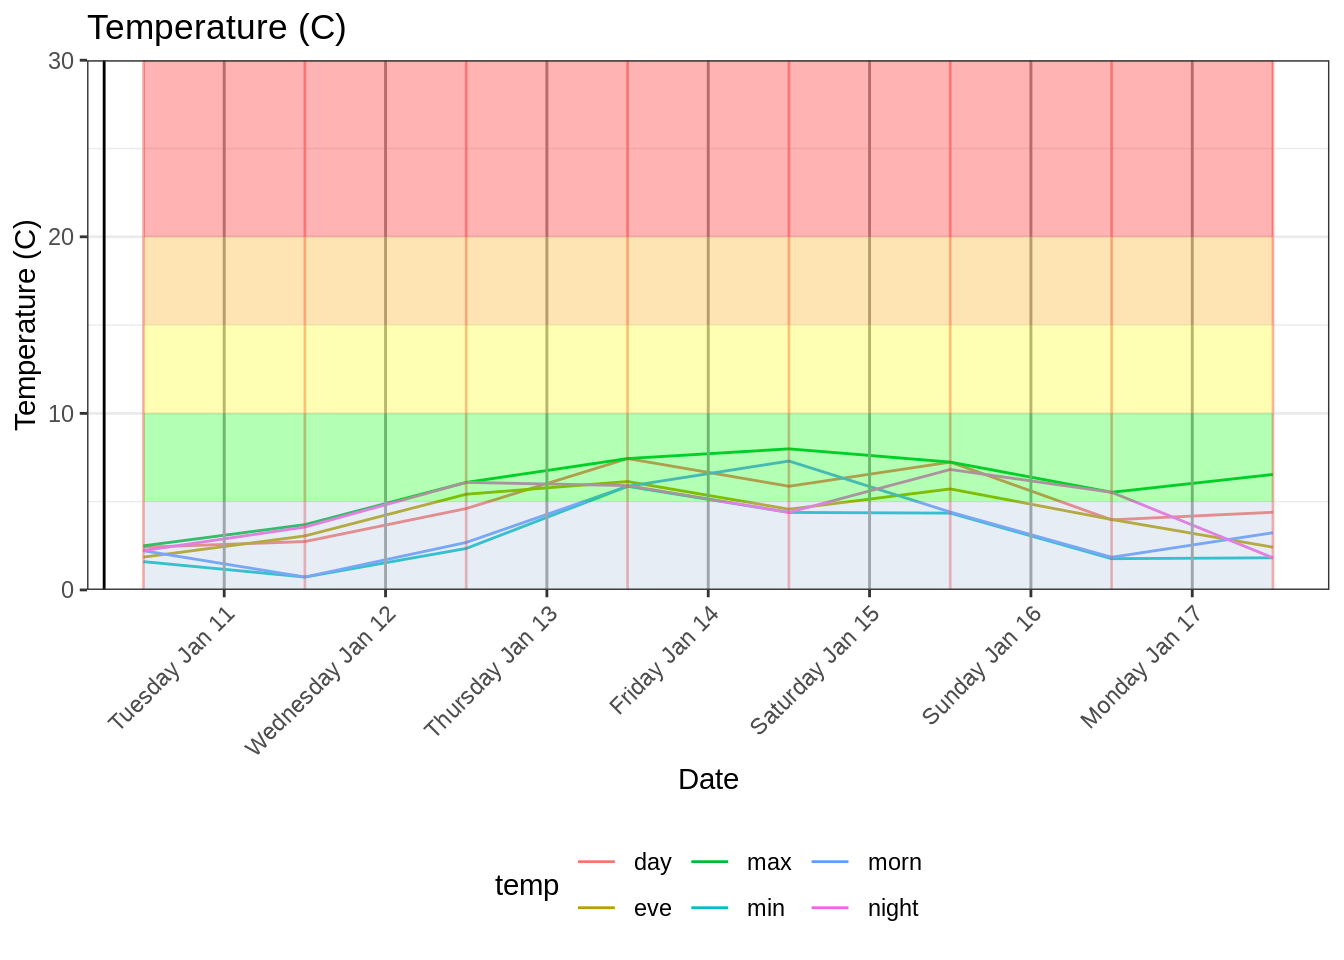 Temperature (C)
30
20
10
0
Temperature (C)
Tuesday Jan 11
Wednesday Jan 12
Thursday Jan 13
Friday Jan 14
Saturday Jan 15
Sunday Jan 16
Monday Jan 17
Date
temp
day max morn
eve min night